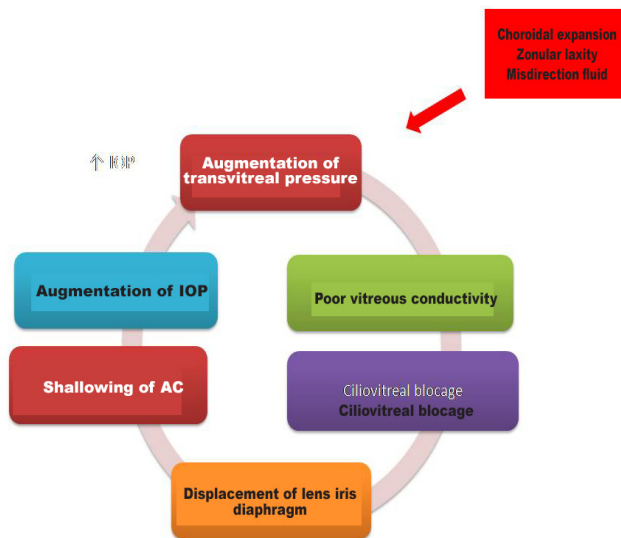 Choroidal expansion
Zonular laxity
Misdirection fluid
↑ IOP
Augmentation of
transvitreal pressure
Augmentation of IOP
Poor vitreous conductivity
Shallowing of AC
Ciliovitreal blocage
Ciliovitreal blocage
Displacement of lens iris
diaphragm